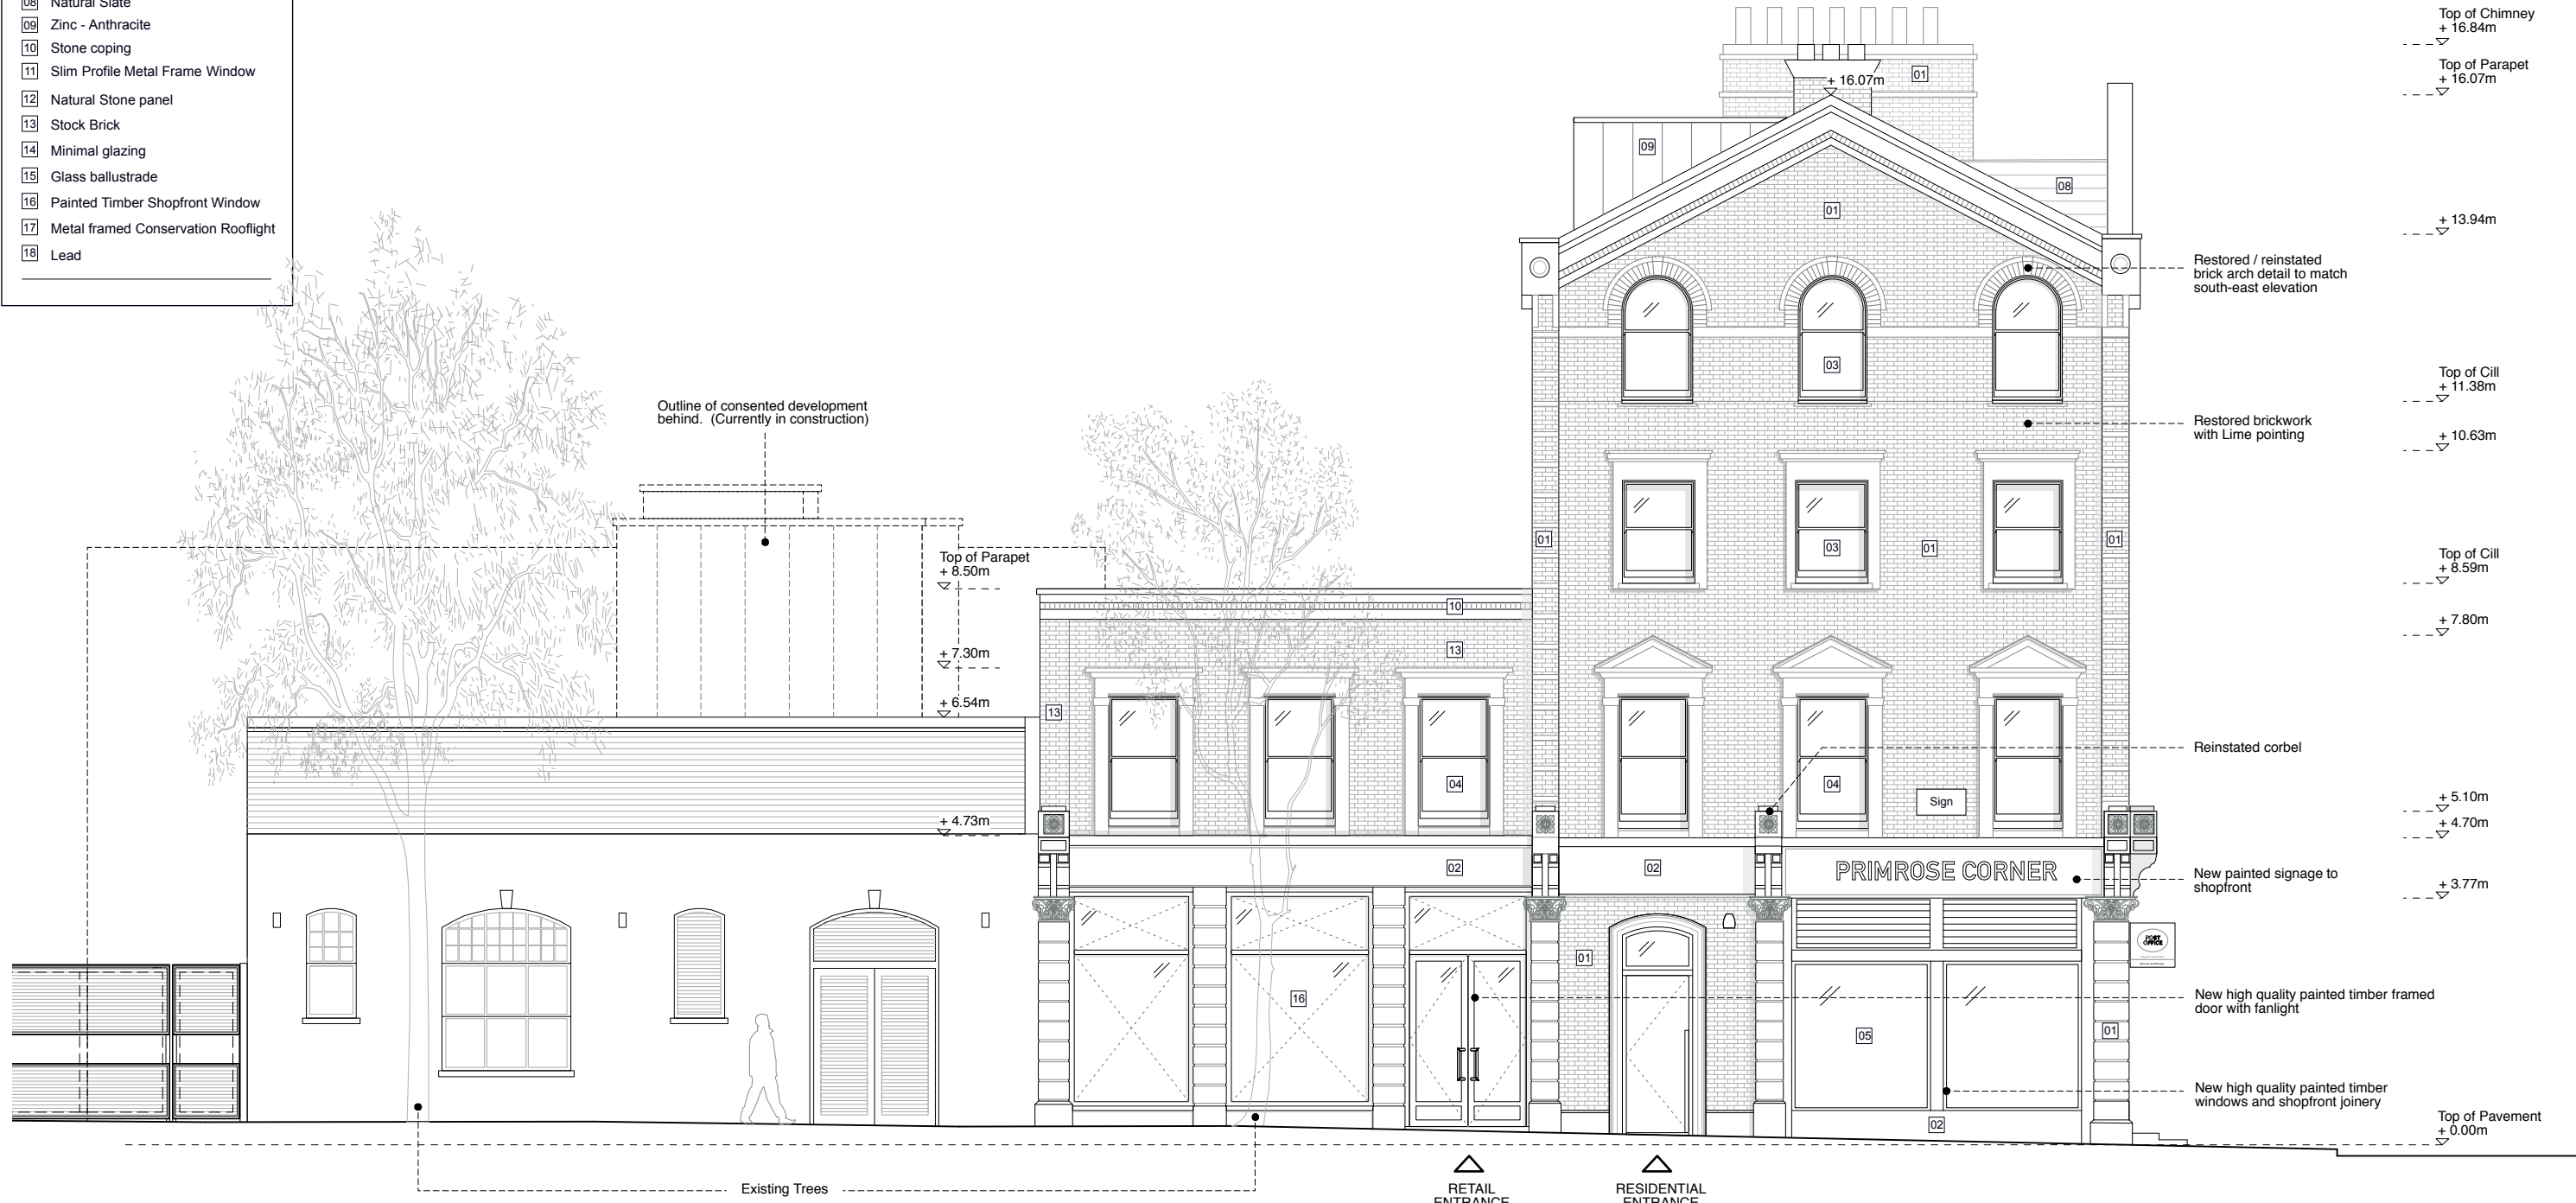 08 Natural Slate
09 Zinc - Anthracite
10 Stone coping
11 Slim Profile Metal Frame Window
12 Natural Stone panel
13 Stock Brick
14 Minimal glazing
15 Glass ballustrade
16 Painted Timber Shopfront Window
17 Metal framed Conservation Rooflight
18 Lead
Outline of consented development
behind. (Currently in construction)
Top of Parapet
+ 8.50m
+ 7.30m
+ 6.54m
+ 4.73m
+ 16.07m
01
09
08
01
03
01
03
01
01
10
13
13
04
04
Sign
02
02
PRIMROSE CORNER
01
16
05
01
02
POST
OFFICE
Top of Chimney
+ 16.84m
Top of Parapet
+ 16.07m
+ 13.94m
Restored / reinstated
brick arch detail to match
south-east elevation
Top of Cill
+ 11.38m
Restored brickwork
with Lime pointing
+ 10.63m
Top of Cill
+ 8.59m
+ 7.80m
Reinstated corbel
+ 5.10m
+ 4.70m
New painted signage to
shopfront
+ 3.77m
New high quality painted timber framed
door with fanlight
New high quality painted timber
windows and shopfront joinery
Top of Pavement
+ 0.00m
Existing Trees
RETAIL
ENTRANCE
RESIDENTIAL
ENTRANCE